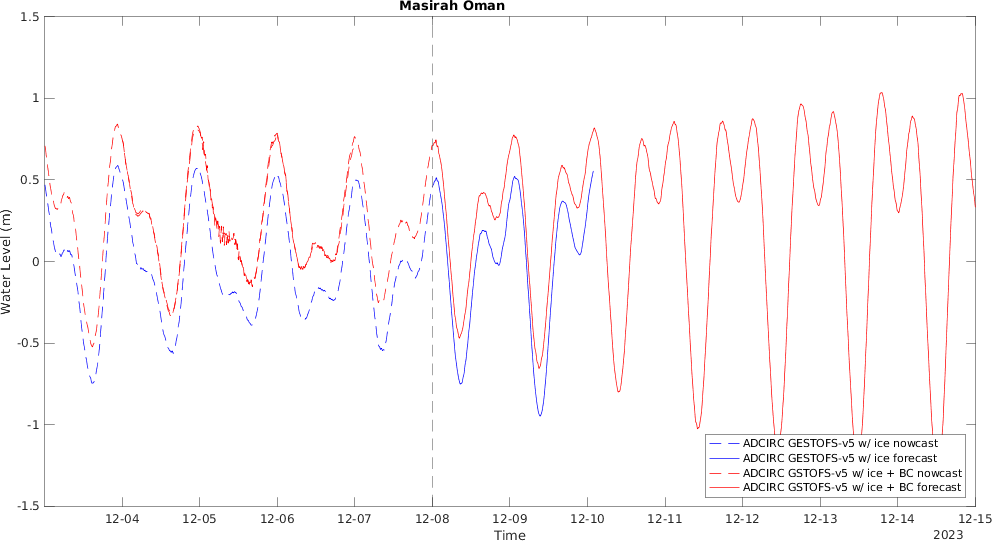 Masirah Oman
1.5
1
0.5
0
-0.5
-1
-1.5
Water Level (m)
ADCIRC GESTOFS-v5 w/ ice nowcast
ADCIRC GESTOFS-v5 w/ ice forecast
ADCIRC GSTOFS-v5 w/ ice + BC nowcast
ADCIRC GSTOFS-v5 w/ ice + BC forecast
12-04 12-05 12-06 12-07 12-08 12-09 12-10 12-11 12-12 12-13 12-14 12-15
Time
2023